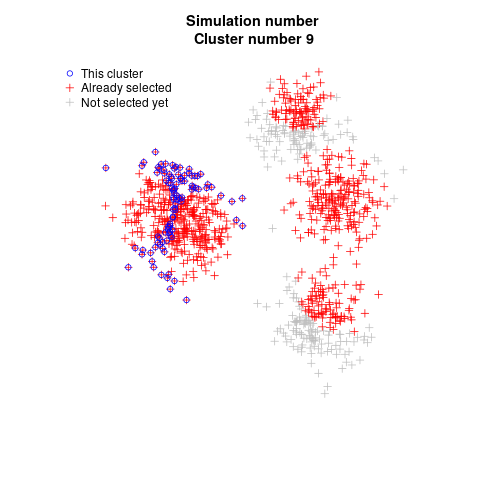 Simulation number
Cluster number 9
This cluster
Already selected
Not selected yet